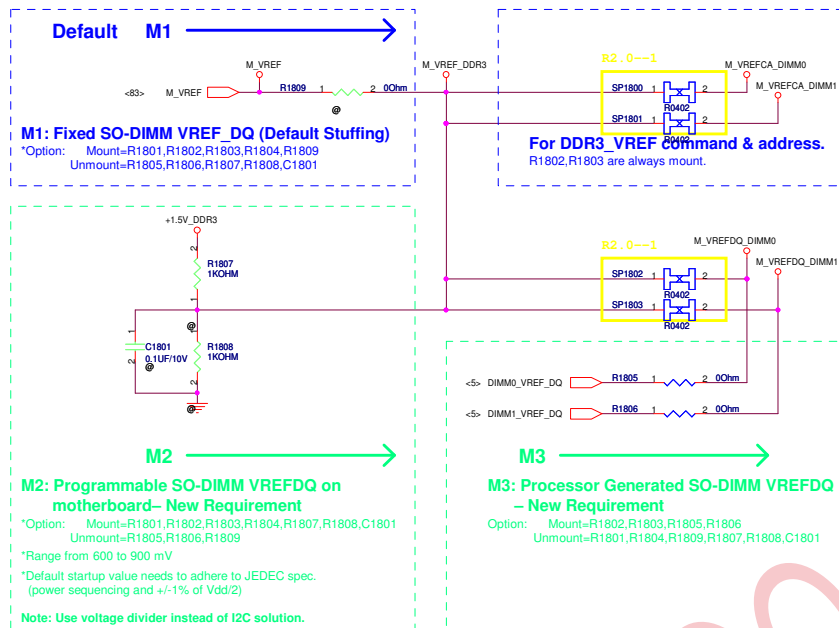 Default M1
M_VREF
<83> M_VREF
R1809 1 2 0Ohm
@
M1: Fixed SO-DIMM VREF_DQ (Default Stuffing)
*Option: Mount=R1801,R1802,R1803,R1804,R1809
Unmount=R1805,R1806,R1807,R1808,C1801
M_VREF_DDR3
R2.0--1
SP1800 1 2
R0402
SP1801 1 2
R0402
M_VREFCA_DIMM0
M_VREFCA_DIMM1
For DDR3_VREF command & address.
R1802,R1803 are always mount.
+1.5V_DDR3
2
R1807
1KOHM
1
1
C1801
0.1UF/10V
2
@
1
@
R1808
1KOHM
2
@
M2
M2: Programmable SO-DIMM VREFDQ on
motherboard– New Requirement
*Option: Mount=R1801,R1802,R1803,R1804,R1807,R1808,C1801
Unmount=R1805,R1806,R1809
*Range from 600 to 900 mV
*Default startup value needs to adhere to JEDEC spec.
(power sequencing and +/-1% of Vdd/2)
Note: Use voltage divider instead of I2C solution.
R2.0--1
SP1802 1 2
R0402
SP1803 1 2
R0402
M_VREFDQ_DIMM0
M_VREFDQ_DIMM1
<5> DIMM0_VREF_DQ R1805 1 2 0Ohm
<5> DIMM1_VREF_DQ R1806 1 2 0Ohm
M3
M3: Processor Generated SO-DIMM VREFDQ
– New Requirement
Option: Mount=R1802,R1803,R1805,R1806
Unmount=R1801,R1804,R1809,R1807,R1808,C1801